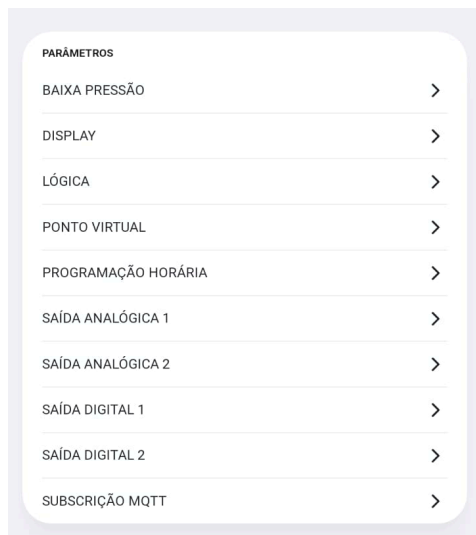 PARÂMETROS
BAIXA PRESSÃO
DISPLAY
LÓGICA
PONTO VIRTUAL
PROGRAMAÇÃO HORÁRIA
SAÍDA ANALÓGICA 1
SAÍDA ANALÓGICA 2
SAÍDA DIGITAL 1
SAÍDA DIGITAL 2
SUBSCRIÇÃO MQTT